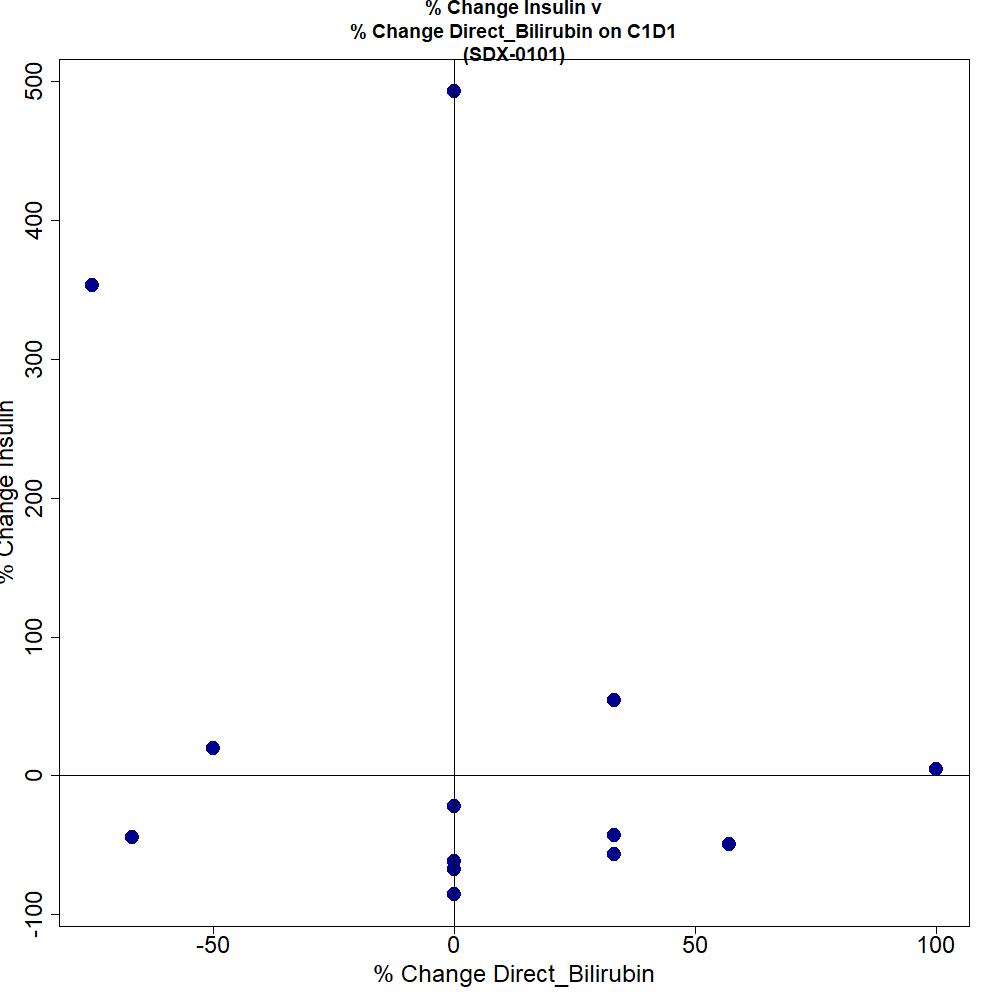 % Change Insulin v
% Change Direct_Bilirubin on C1D1
(SDX-0101)
500
400
300
200
100
0
-100
% Change Insulin
-50
0
50
100
% Change Direct_Bilirubin